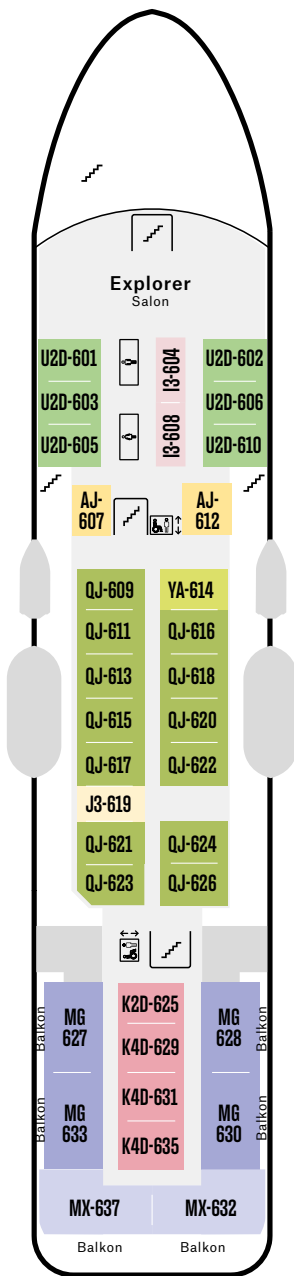 Explorer
Salon
U2D-601
I3-604
U2D-602
U2D-603
U2D-606
U2D-605
I3-608
U2D-610
AJ-
607
AJ-
612
QJ-609
YA-614
QJ-611
QJ-616
QJ-613
QJ-618
QJ-615
QJ-620
QJ-617
QJ-622
J3-619
QJ-621
QJ-624
QJ-623
QJ-626
K2D-625
Balkon
MG
627
MG
628
Balkon
K4D-629
K4D-631
Balkon
MG
633
MG
630
Balkon
K4D-635
MX-637
MX-632
Balkon
Balkon